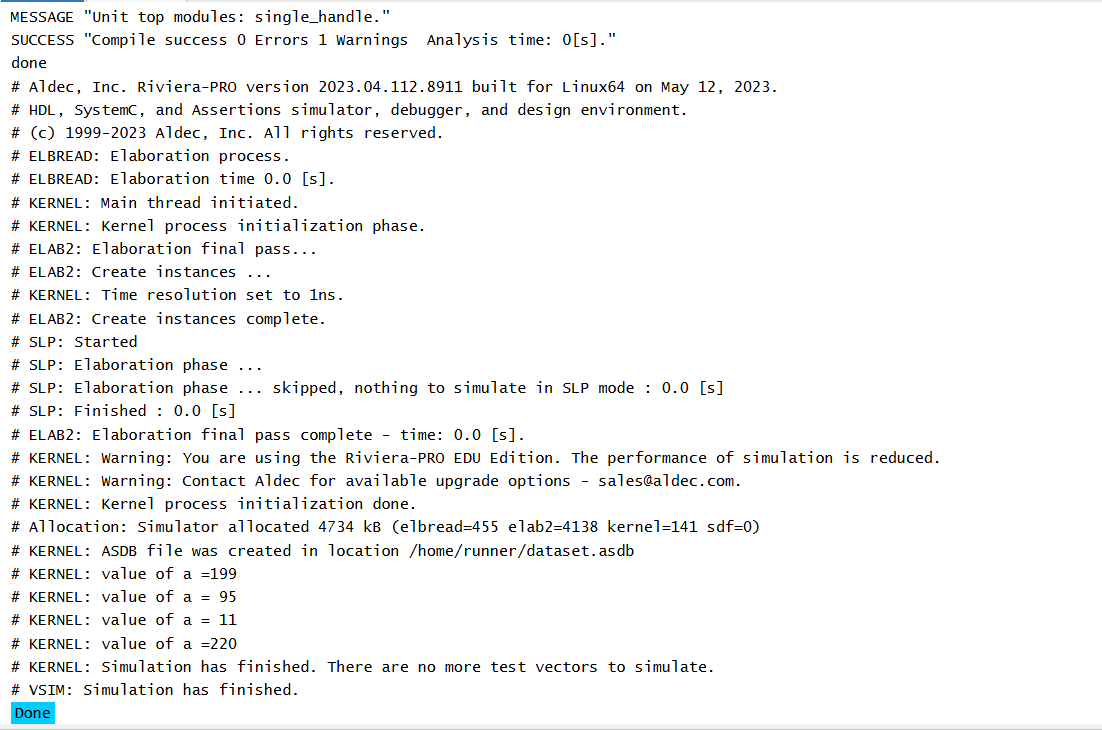 MESSAGE "Unit top modules: single_handle."
SUCCESS "Compile success 0 Errors 1 Warnings  Analysis time: 0[s]."
done
# Aldec, Inc. Riviera-PRO version 2023.04.112.8911 built for Linux64 on May 12, 2023.
# HDL, SystemC, and Assertions simulator, debugger, and design environment.
# (c) 1999-2023 Aldec, Inc. All rights reserved.
# ELBREAD: Elaboration process.
# ELBREAD: Elaboration time 0.0 [s].
# KERNEL: Main thread initiated.
# KERNEL: Kernel process initialization phase.
# ELAB2: Elaboration final pass...
# ELAB2: Create instances ...
# KERNEL: Time resolution set to 1ns.
# ELAB2: Create instances complete.
# SLP: Started
# SLP: Elaboration phase ...
# SLP: Elaboration phase ... skipped, nothing to simulate in SLP mode : 0.0 [s]
# SLP: Finished : 0.0 [s]
# ELAB2: Elaboration final pass complete - time: 0.0 [s].
# KERNEL: Warning: You are using the Riviera-PRO EDU Edition. The performance of simulation is reduced.
# KERNEL: Warning: Contact Aldec for available upgrade options - sales@aldec.com.
# KERNEL: Kernel process initialization done.
# Allocation: Simulator allocated 4734 kB (elbread=455 elab2=4138 kernel=141 sdf=0)
# KERNEL: ASDB file was created in location /home/runner/dataset.asdb
# KERNEL: value of a =199
# KERNEL: value of a = 95
# KERNEL: value of a = 11
# KERNEL: value of a =220
# KERNEL: Simulation has finished. There are no more test vectors to simulate.
# VSIM: Simulation has finished.
Done